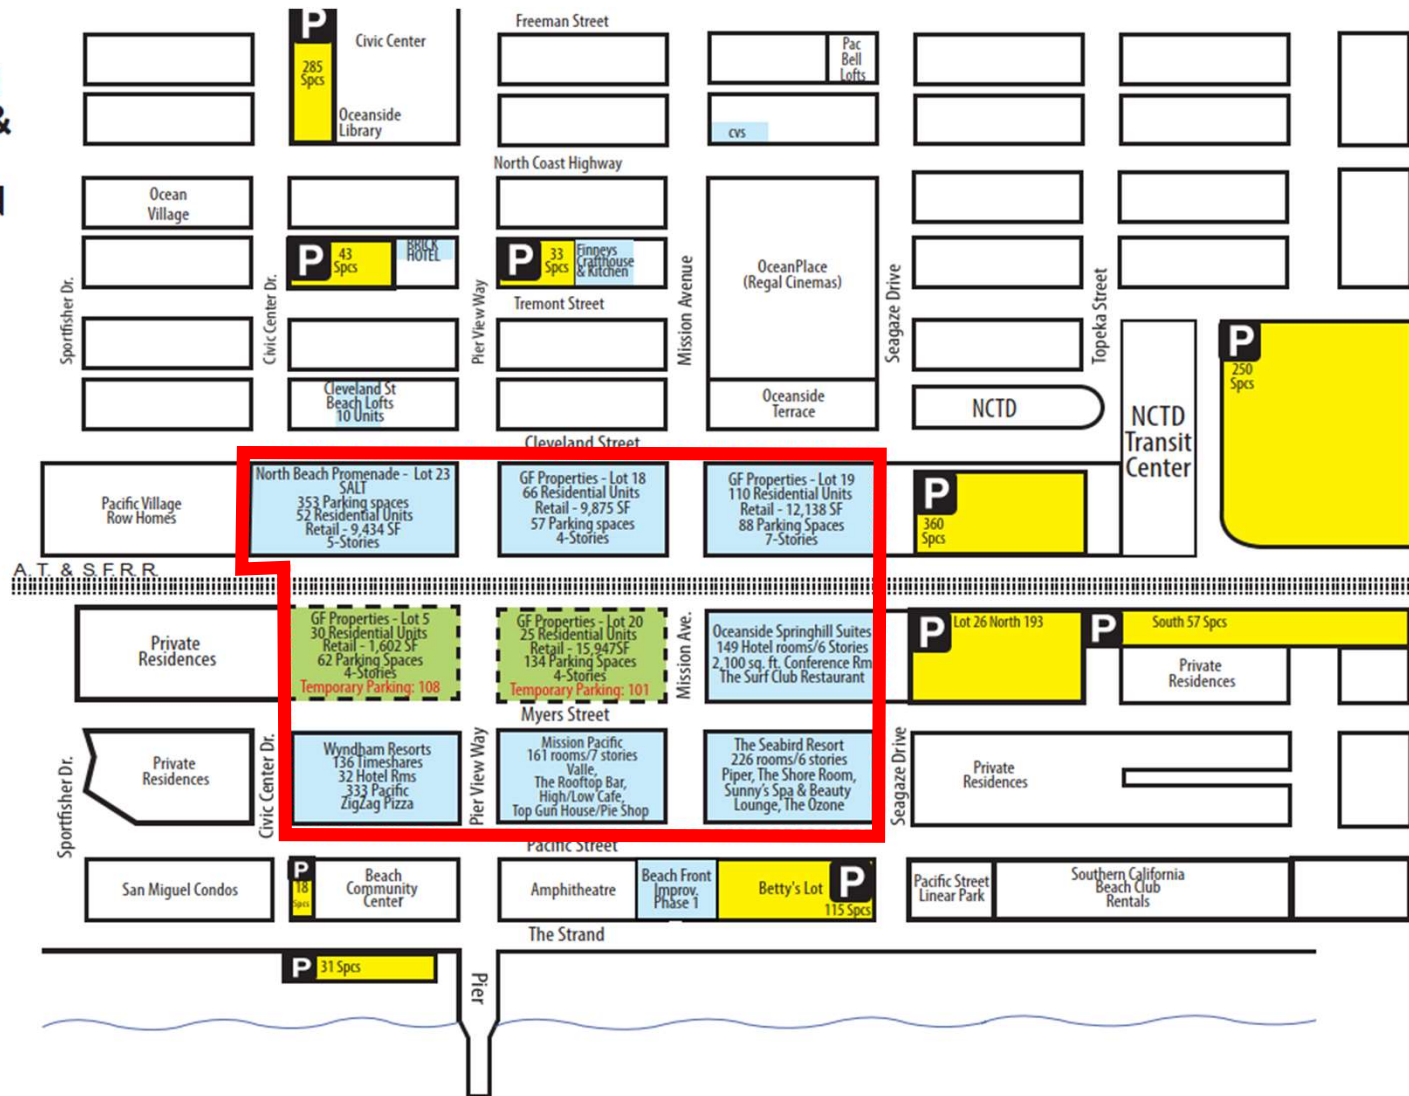 Freeman Street
P
285
Spcs
Civic Center
Oceanside
Library
Pac
Bell
Lofts
&
cvs
North Coast Highway
Ocean
Village
P
43
Spcs
BRICK
HOTEL
P
33
Spcs
Finneys
Crafthouse
& Kitchen
OceanPlace
(Regal Cinemas)
Sportfisher Dr.
Civic Center Dr.
Pier View Way
Tremont Street
Mission Avenue
Seagaze Drive
Topeka Street
P
250
Spcs
Cleveland St
Beach Lofts
10 Units
Oceanside
Terrace
NCTD
NCTD
Transit
Center
Cleveland Street
Pacific Village
Row Homes
North Beach Promenade - Lot 23
SALT
353 Parking spaces
52 Residential Units
Retail - 9,434 SF
5-Stories
GF Properties - Lot 18
66 Residential Units
Retail - 9,875 SF
57 Parking spaces
4-Stories
GF Properties - Lot 19
110 Residential Units
Retail - 12,138 SF
88 Parking Spaces
7-Stories
P
360
Spcs
A. T. & S.F. R. R.
Private
Residences
GF Properties - Lot 5
30 Residential Units
Retail - 1,602 SF
62 Parking Spaces
4-Stories
Temporary Parking: 108
GF Properties - Lot 20
25 Residential Units
Retail - 15,947SF
134 Parking Spaces
4-Stories
Temporary Parking: 101
Mission Ave.
Oceanside Springhill Suites
149 Hotel rooms/6 Stories
2,100 sq. ft. Conference Rm
The Surf Club Restaurant
P
Lot 26 North 193
P
South 57 Spcs
Private
Residences
Myers Street
Sportfisher Dr.
Private
Residences
Civic Center Dr.
Wyndham Resorts
136 Timeshares
32 Hotel Rms
333 Pacific
ZigZag Pizza
Pier View Way
Mission Pacific
161 rooms/7 stories
Valle,
The Rooftop Bar,
High/Low Cafe,
Top Gun House/Pie Shop
The Seabird Resort
226 rooms/6 stories
Piper, The Shore Room,
Sunny's Spa & Beauty
Lounge, The Ozone
Seagaze Drive
Private
Residences
Pacific Street
San Miguel Condos
P
18
Spcs
Beach
Community
Center
Amphitheatre
Beach Front
Improv.
Phase 1
Betty's Lot
P
115 Spcs
Pacific Street
Linear Park
Southern California
Beach Club
Rentals
The Strand
P
31 Spcs
Pier